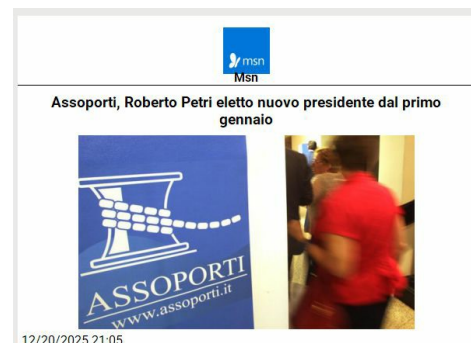 msn
Msn
Assoporti, Roberto Petri eletto nuovo presidente dal primo
gennaio
ASSOPORTI
www.assoporti.it
12/20/2025 21:05